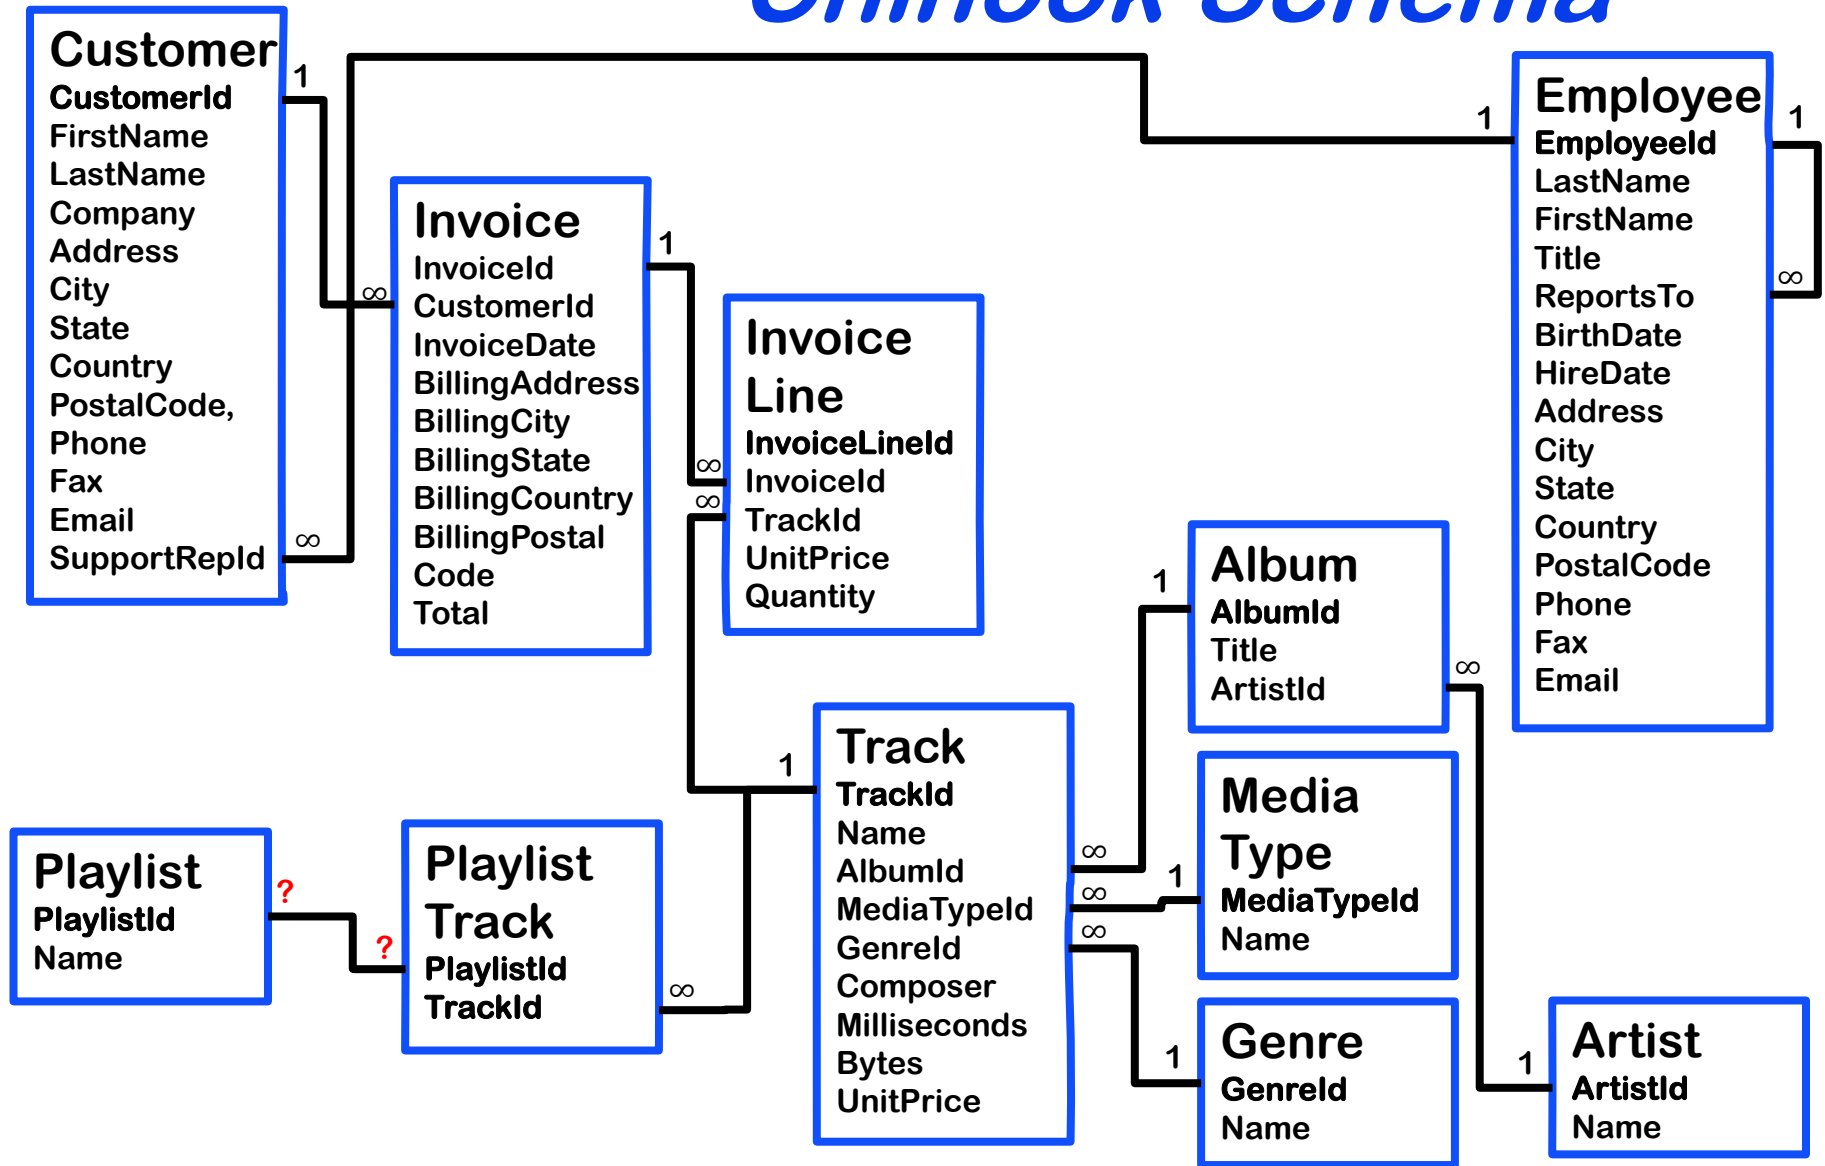 Chinook Schema
Customer
CustomerId
FirstName
LastName
Company
Address
City
State
Country
PostalCode,
Phone
Fax
Email
SupportRepId
1
∞
Invoice
InvoiceId
CustomerId
InvoiceDate
BillingAddress
BillingCity
BillingState
BillingCountry
BillingPostal
Code
Total
∞
1
Invoice
Line
InvoiceLineId
InvoiceId
TrackId
UnitPrice
Quantity
∞
∞
Employee
EmployeeId
LastName
FirstName
Title
ReportsTo
BirthDate
HireDate
Address
City
State
Country
PostalCode
Phone
Fax
Email
1
1
∞
Album
AlbumId
Title
ArtistId
1
∞
Track
TrackId
Name
AlbumId
MediaTypeId
GenreId
Composer
Milliseconds
Bytes
UnitPrice
1
∞
∞
∞
Media
Type
MediaTypeId
Name
1
Playlist
PlaylistId
Name
?
Playlist
Track
PlaylistId
TrackId
?
∞
Genre
GenreId
Name
1
Artist
ArtistId
Name
1